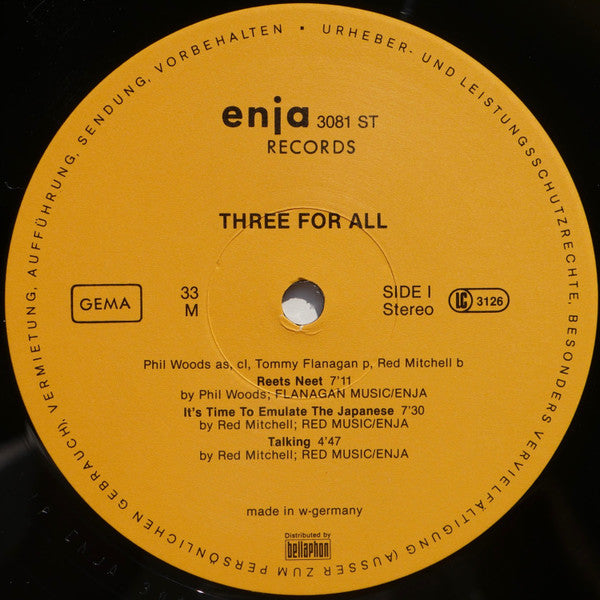 URHEBER- UND LEISTUNGSSCHUTZRECHTE, BESONDERS VERVIELFÄLTIGUNG (AUSSER ZUM PERSÖNLICHEN GEBRAUCH), VERMIETUNG, AUFFÜHRUNG, SENDUNG, VORBEHALTEN •
enja 3081 ST
RECORDS
THREE FOR ALL
GEMA
33
M
SIDE I
Stereo
LC 3126
Phil Woods as, cl, Tommy Flanagan p, Red Mitchell b
Reets Neet 7'11
by Phil Woods; FLANAGAN MUSIC/ENJA
It's Time To Emulate The Japanese 7'30
by Red Mitchell; RED MUSIC/ENJA
Talking 4'47
by Red Mitchell; RED MUSIC/ENJA
made in w-germany
Distributed by
bellaphon